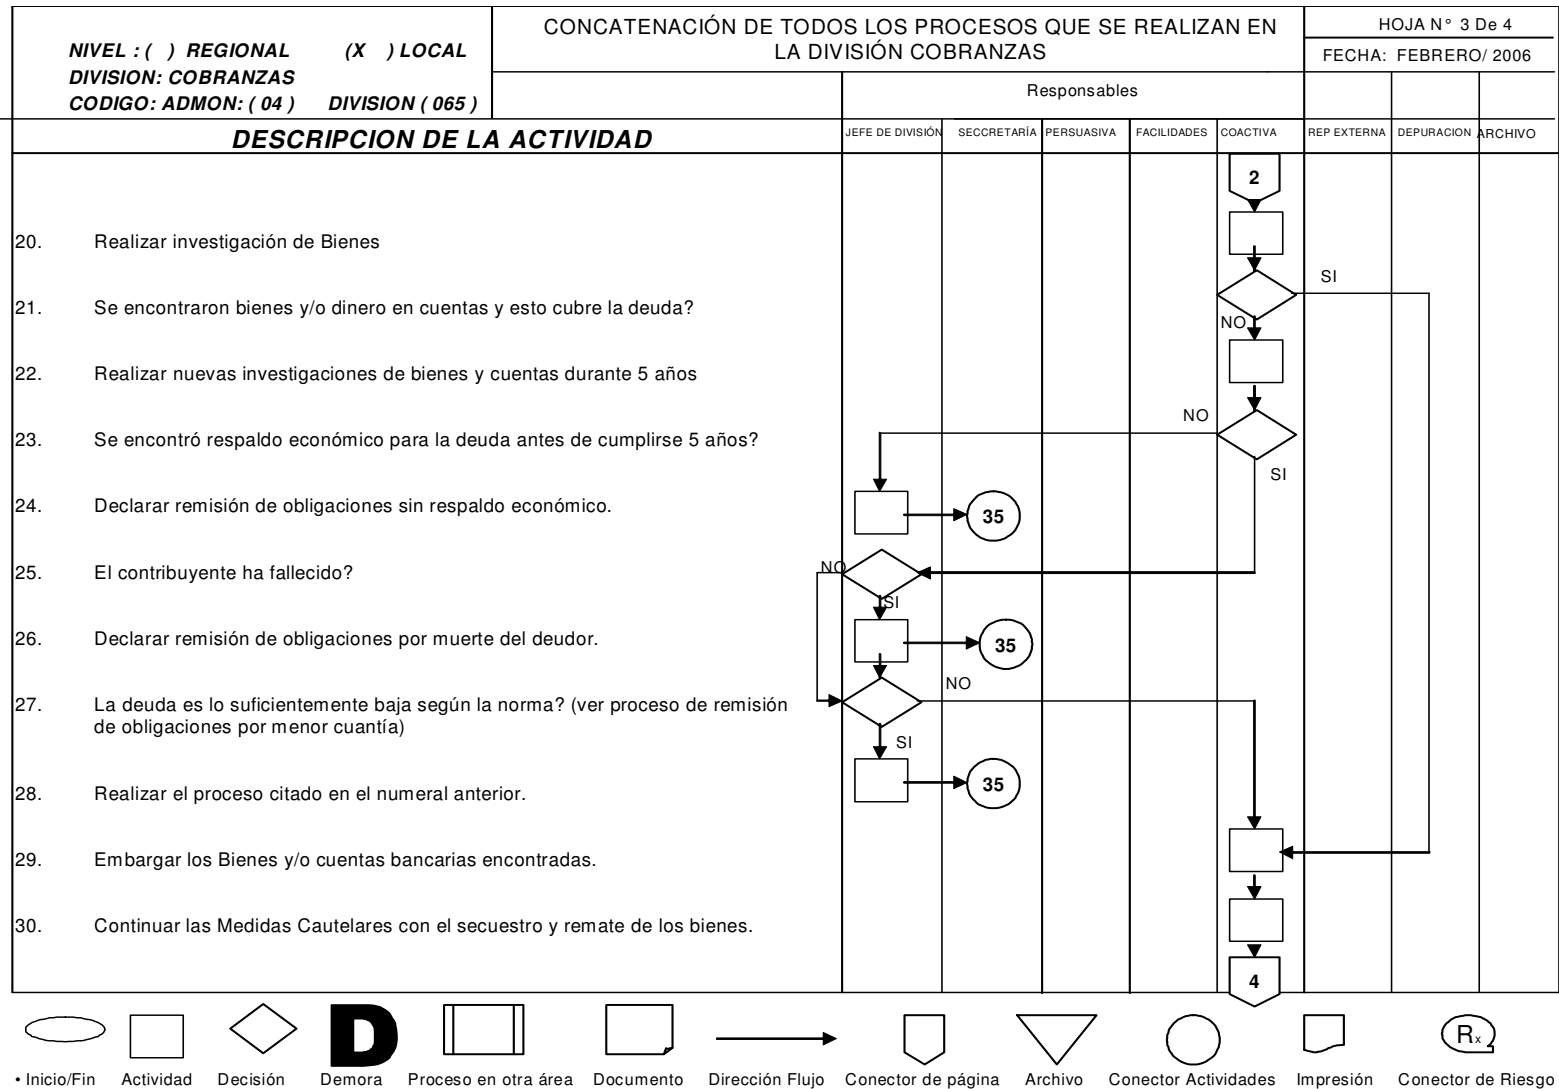 NIVEL : (  ) REGIONAL (X  ) LOCAL
DIVISION: COBRANZAS
CODIGO: ADMON: ( 04 ) DIVISION ( 065 )
CONCATENACIÓN DE TODOS LOS PROCESOS QUE SE REALIZAN EN
LA DIVISIÓN COBRANZAS
HOJA N° 3 De 4
FECHA: FEBRERO/ 2006
Responsables
DESCRIPCION DE LA ACTIVIDAD
JEFE DE DIVISIÓN SECCRETARÍA PERSUASIVA FACILIDADES COACTIVA REP EXTERNA DEPURACION ARCHIVO
2
20. Realizar investigación de Bienes
SI
21. Se encontraron bienes y/o dinero en cuentas y esto cubre la deuda?
NO
22. Realizar nuevas investigaciones de bienes y cuentas durante 5 años
NO
23. Se encontró respaldo económico para la deuda antes de cumplirse 5 años?
SI
24. Declarar remisión de obligaciones sin respaldo económico.
35
25. El contribuyente ha fallecido?
NO
SI
26. Declarar remisión de obligaciones por muerte del deudor.
35
NO
27. La deuda es lo suficientemente baja según la norma? (ver proceso de remisión
de obligaciones por menor cuantía)
SI
28. Realizar el proceso citado en el numeral anterior.
35
29. Embargar los Bienes y/o cuentas bancarias encontradas.
30. Continuar las Medidas Cautelares con el secuestro y remate de los bienes.
4
D
Rx
• Inicio/Fin Actividad Decisión Demora Proceso en otra área Documento Dirección Flujo Conector de página Archivo Conector Actividades Impresión Conector de Riesgo